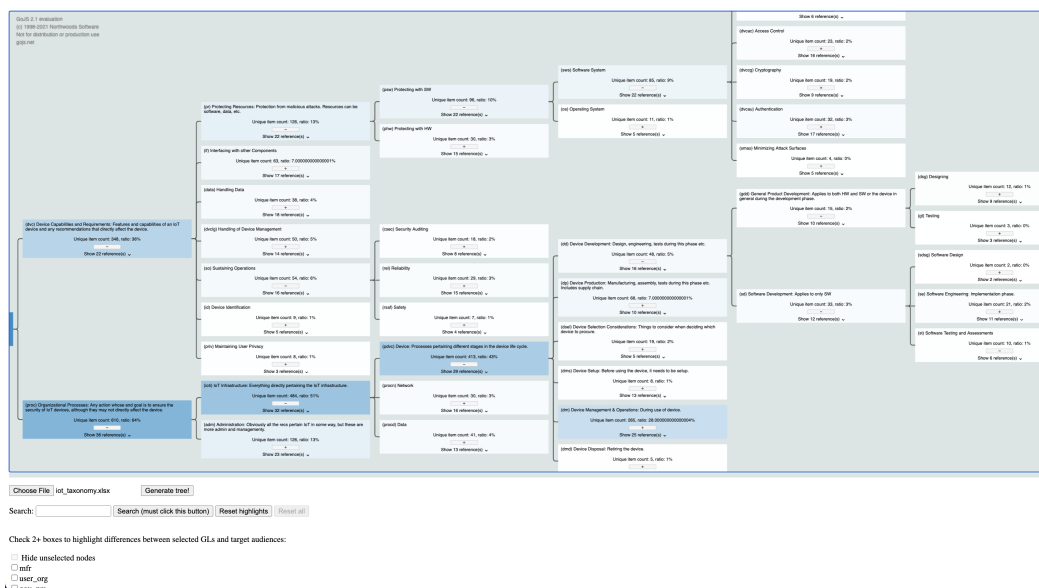 GoJS 2.1 evaluation
(c) 1998-2021 Northwoods Software
Not for distribution or production use
gojs.net
Show 6 reference(s)
(dvcac) Access Control
Unique item count: 23, ratio: 2%
+
Show 16 reference(s)
(sws) Software System
Unique item count: 65, ratio: 9%
−
Show 22 reference(s)
(dvccg) Cryptography
Unique item count: 19, ratio: 2%
+
Show 9 reference(s)
(psw) Protecting with SW
Unique item count: 96, ratio: 10%
−
Show 22 reference(s)
(pr) Protecting Resources: Protection from malicious attacks. Resources can be
software, data, etc.
Unique item count: 126, ratio: 13%
−
Show 22 reference(s)
(os) Operating System
Unique item count: 11, ratio: 1%
+
Show 5 reference(s)
(dvcau) Authentication
Unique item count: 32, ratio: 3%
+
Show 17 reference(s)
(phw) Protecting with HW
Unique item count: 30, ratio: 3%
+
Show 15 reference(s)
(if) Interfacing with other Components
Unique item count: 63, ratio: 7.000000000000001%
+
Show 17 reference(s)
(omas) Minimizing Attack Surfaces
Unique item count: 4, ratio: 0%
+
Show 5 reference(s)
(data) Handling Data
Unique item count: 38, ratio: 4%
+
Show 18 reference(s)
(dsg) Designing
Unique item count: 12, ratio: 1%
+
Show 9 reference(s)
(gdd) General Product Development: Applies to both HW and SW or the device in
general during the development phase.
Unique item count: 15, ratio: 2%
−
Show 10 reference(s)
(dvc) Device Capabilities and Requirements: Features and capabilities of an IoT
device and any recommendations that directly affect the device.
Unique item count: 348, ratio: 36%
−
Show 22 reference(s)
(dvclg) Handling of Device Management
Unique item count: 50, ratio: 5%
+
Show 14 reference(s)
(osec) Security Auditing
Unique item count: 18, ratio: 2%
+
Show 8 reference(s)
(gt) Testing
Unique item count: 3, ratio: 0%
+
Show 3 reference(s)
(dd) Device Development: Design, engineering, tests during this phase etc.
Unique item count: 48, ratio: 5%
−
Show 16 reference(s)
(so) Sustaining Operations
Unique item count: 54, ratio: 6%
−
Show 16 reference(s)
(rel) Reliability
Unique item count: 29, ratio: 3%
+
Show 15 reference(s)
(sdsg) Software Design
Unique item count: 2, ratio: 0%
+
Show 2 reference(s)
(dp) Device Production: Manufacturing, assembly, tests during this phase etc.
Includes supply chain.
Unique item count: 68, ratio: 7.000000000000001%
+
Show 10 reference(s)
(sd) Software Development: Applies to only SW
Unique item count: 33, ratio: 3%
−
Show 12 reference(s)
(se) Software Engineering: Implementation phase.
Unique item count: 21, ratio: 2%
+
Show 11 reference(s)
(id) Device Identification
Unique item count: 9, ratio: 1%
+
Show 5 reference(s)
(nsaf) Safety
Unique item count: 7, ratio: 1%
+
Show 4 reference(s)
(dsel) Device Selection Considerations: Things to consider when deciding which
device to procure.
Unique item count: 19, ratio: 2%
+
Show 5 reference(s)
(st) Software Testing and Assessments
Unique item count: 10, ratio: 1%
+
Show 6 reference(s)
(priv) Maintaining User Privacy
Unique item count: 8, ratio: 1%
+
Show 3 reference(s)
(pdvc) Device: Processes pertaining different stages in the device life cycle.
Unique item count: 413, ratio: 43%
−
Show 29 reference(s)
(dms) Device Setup: Before using the device, it needs to be setup.
Unique item count: 6, ratio: 1%
+
Show 13 reference(s)
(inti) IoT Infrastructure: Everything directly pertaining the IoT infrastructure.
Unique item count: 484, ratio: 51%
−
Show 32 reference(s)
(procn) Network
Unique item count: 30, ratio: 3%
+
Show 16 reference(s)
(proc) Organizational Processes: Any action whose end goal is to ensure the
security of IoT devices, although they may not directly affect the device.
Unique item count: 610, ratio: 64%
−
Show 38 reference(s)
(dm) Device Management & Operations: During use of device.
Unique item count: 265, ratio: 28.000000000000004%
−
Show 25 reference(s)
(adm) Administration: Obviously all the recs pertain IoT in some way, but these are
more admin and managementy.
Unique item count: 126, ratio: 13%
+
Show 23 reference(s)
(procd) Data
Unique item count: 41, ratio: 4%
+
Show 13 reference(s)
(dmd) Device Disposal: Retiring the device.
Unique item count: 5, ratio: 1%
+
Choose File iot_taxonomy.xlsx Generate tree!
Search: Search (must click this button) Reset highlights Reset all
Check 2+ boxes to highlight differences between selected GLs and target audiences:
Hide unselected nodes
mfr
user_org